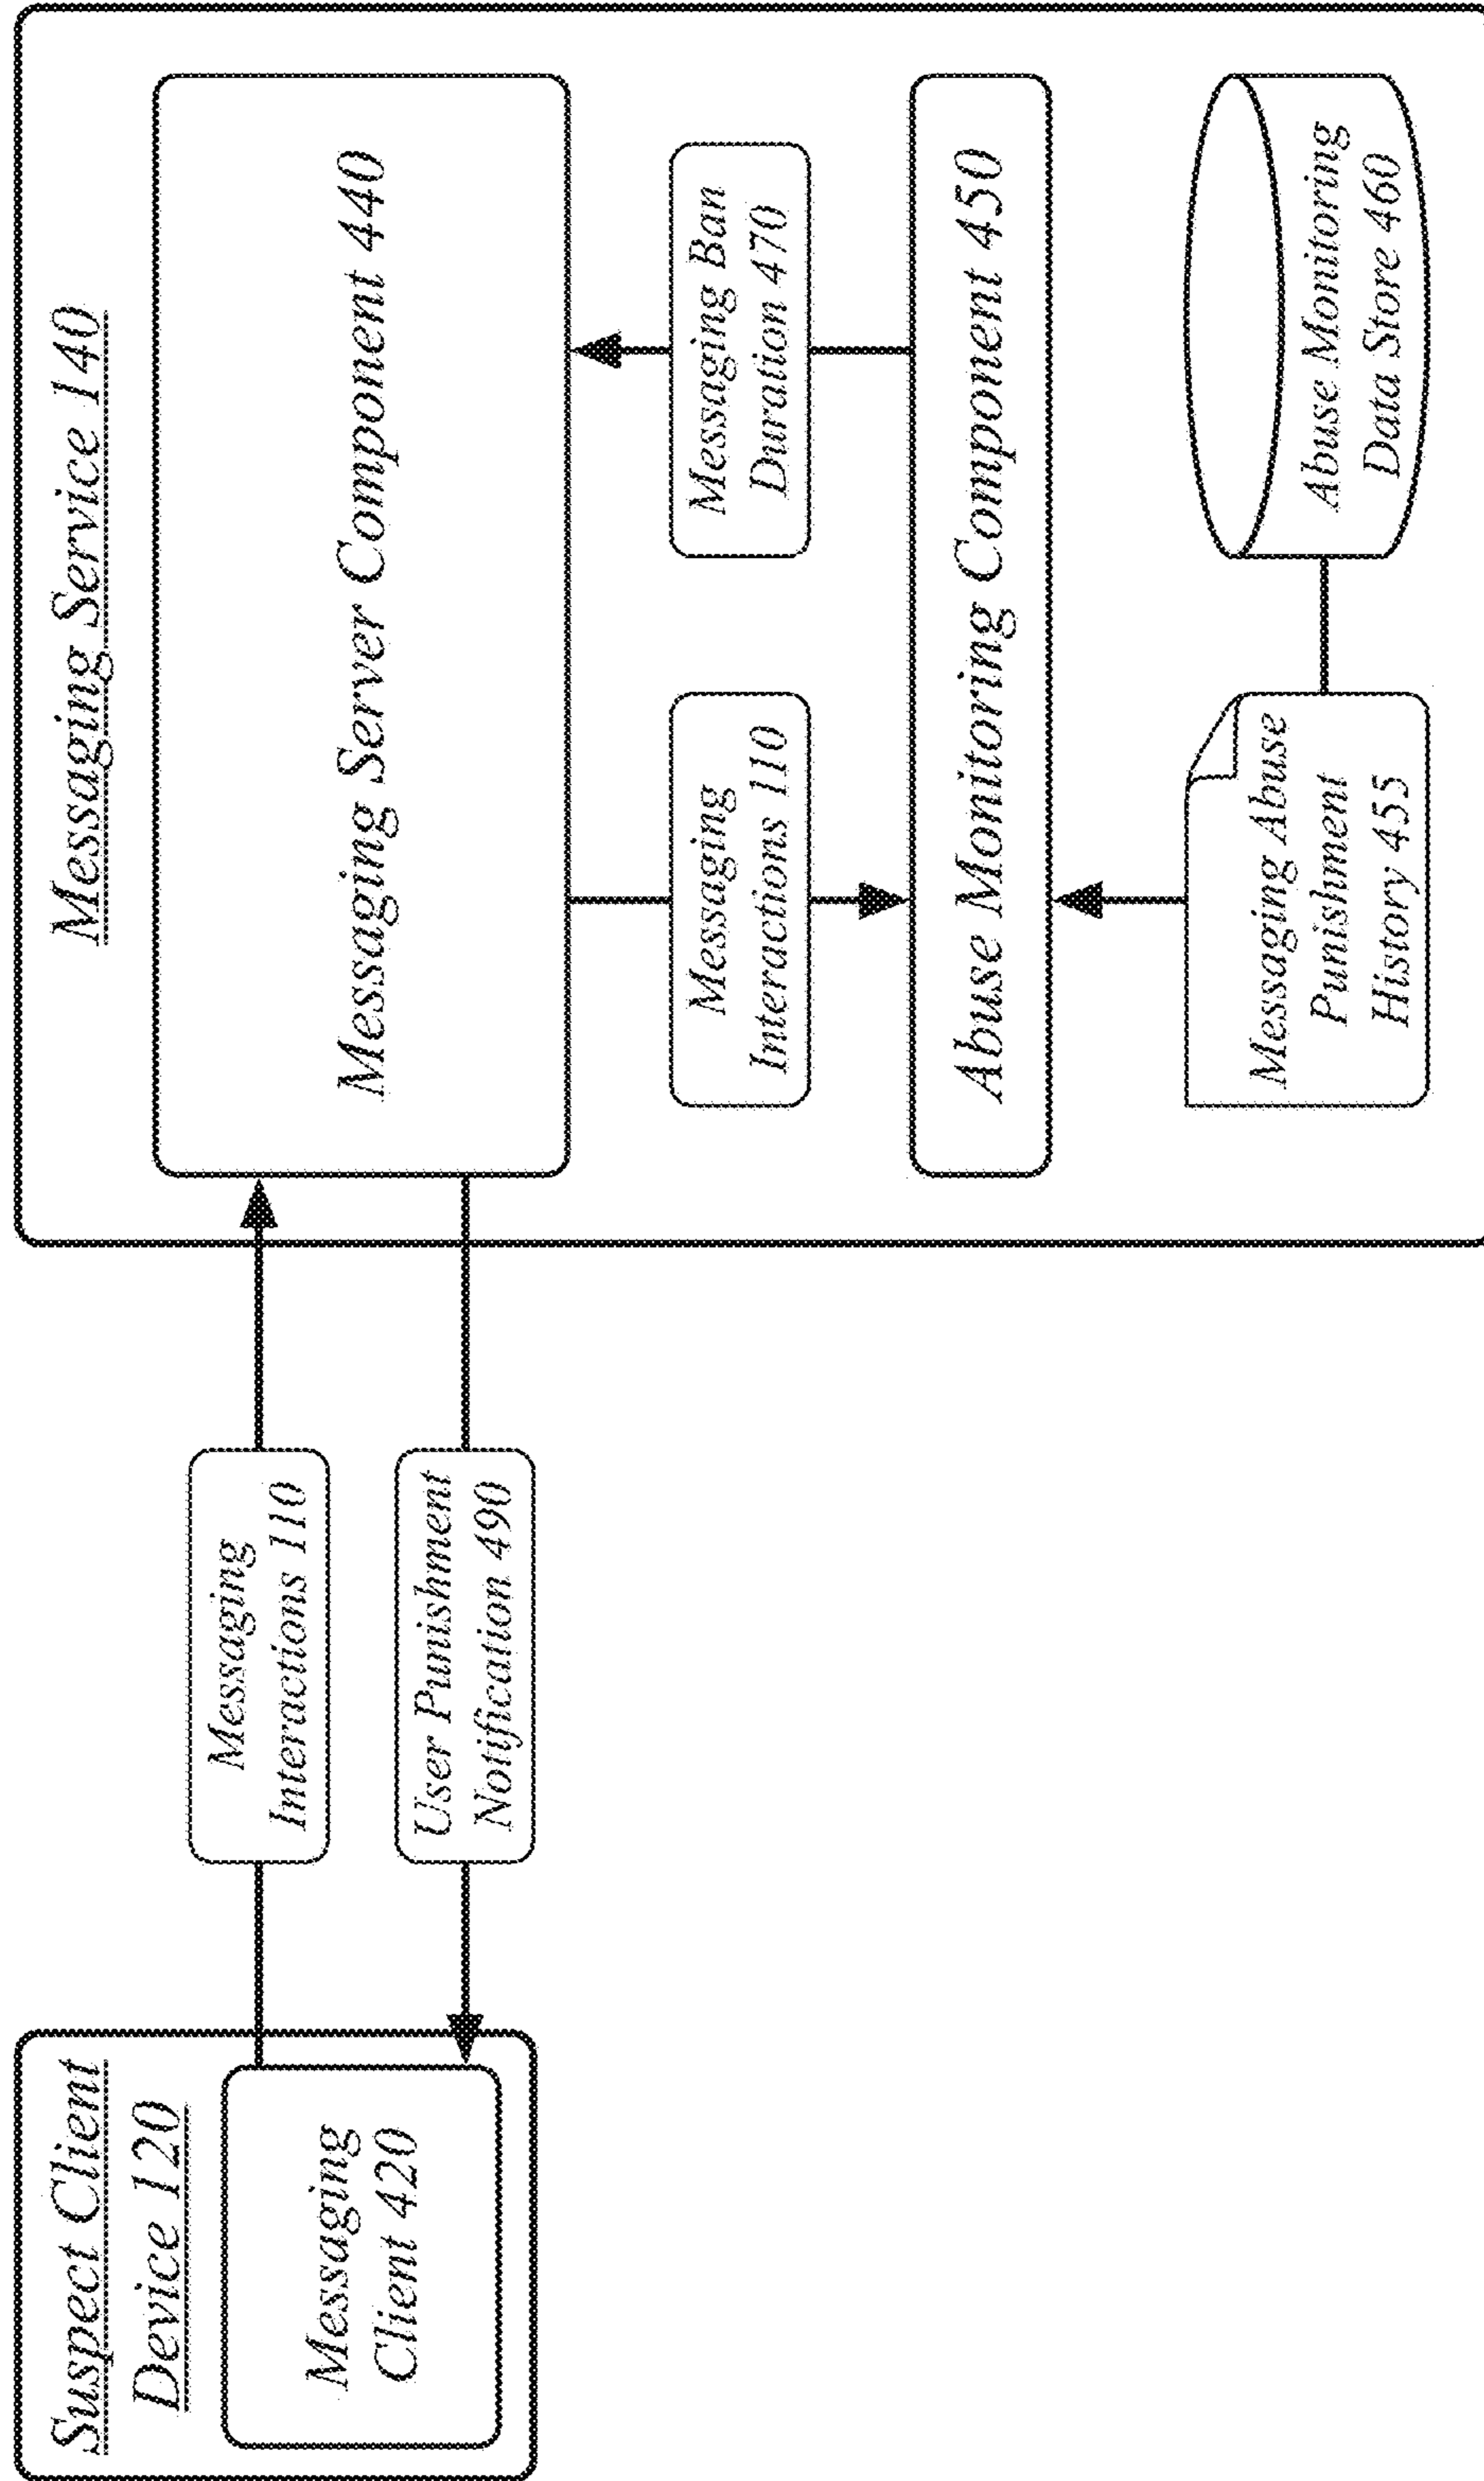 Suspect Client
Device 120
Messaging
Client 420
Messaging
Interactions 110
User Punishment
Notification 490
Messaging Service 140
Messaging Server Component 440
Messaging
Interactions 110
Messaging Ban
Duration 470
Abuse Monitoring Component 450
Messaging Abuse
Punishment
History 455
Abuse Monitoring
Data Store 460